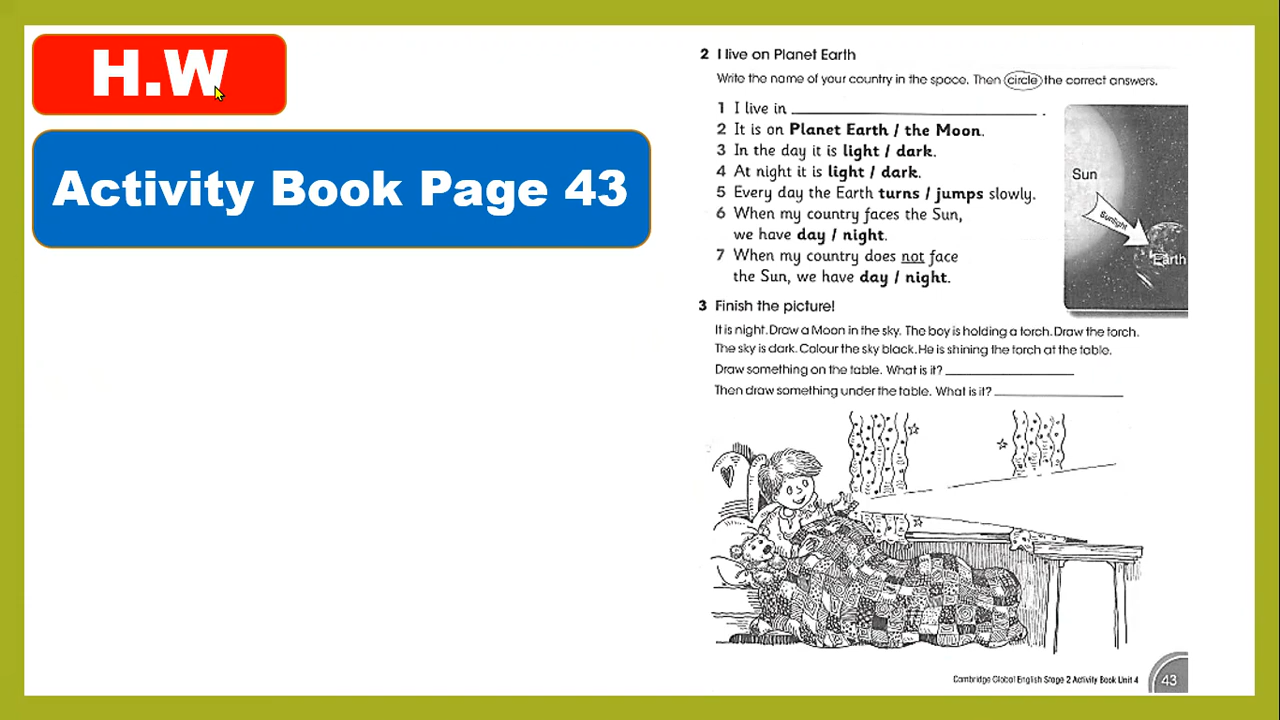 H.W
Activity Book Page 43
2 I live on Planet Earth
Write the name of your country in the space. Then circle the correct answers.
1 I live in ______________________ .
2 It is on Planet Earth / the Moon.
3 In the day it is light / dark.
4 At night it is light / dark.
5 Every day the Earth turns / jumps slowly.
6 When my country faces the Sun,
we have day / night.
7 When my country does not face
the Sun, we have day / night.
Sun
Sunlight
Earth
3 Finish the picture!
It is night. Draw a Moon in the sky. The boy is holding a torch. Draw the torch.
The sky is dark. Colour the sky black. He is shining the torch at the table.
Draw something on the table. What is it? ______________
Then draw something under the table. What is it? ______________
Cambridge Global English Stage 2 Activity Book Unit 4
43